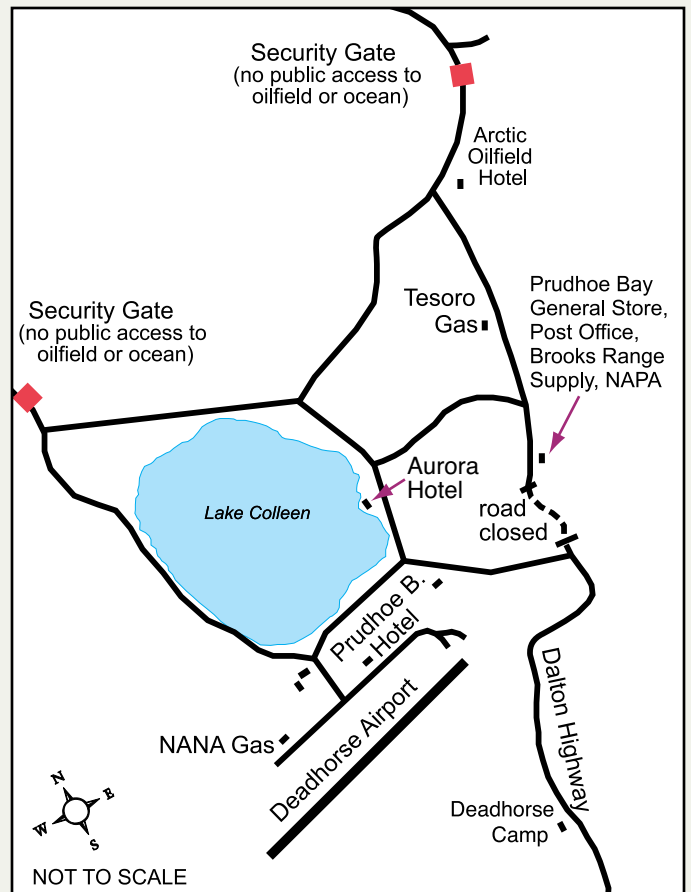 Security Gate
(no public access to
oilfield or ocean)
Arctic
Oilfield
Hotel
Tesoro
Gas
Prudhoe Bay
General Store,
Post Office,
Brooks Range
Supply, NAPA
Security Gate
(no public access to
oilfield or ocean)
Aurora
Hotel
Lake Colleen
road
closed
Prudhoe B.
Hotel
Dalton Highway
Deadhorse Airport
NANA Gas
Deadhorse
Camp
N
E
W
S
NOT TO SCALE